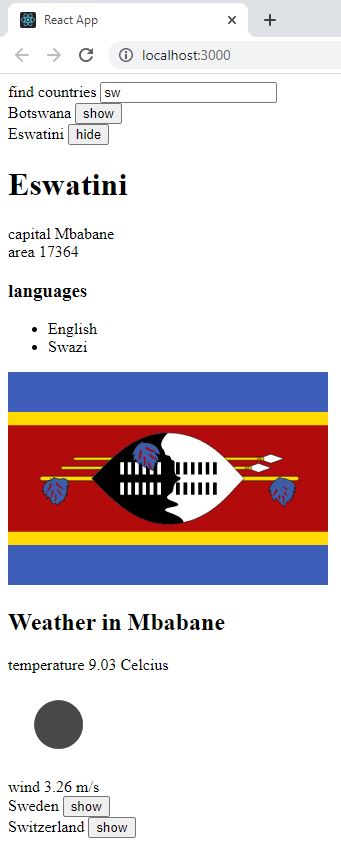 React App
localhost:3000
find countries sw
Botswana show
Eswatini hide
Eswatini
capital Mbabane
area 17364
languages
English
Swazi
Weather in Mbabane
temperature 9.03 Celcius
wind 3.26 m/s
Sweden show
Switzerland show